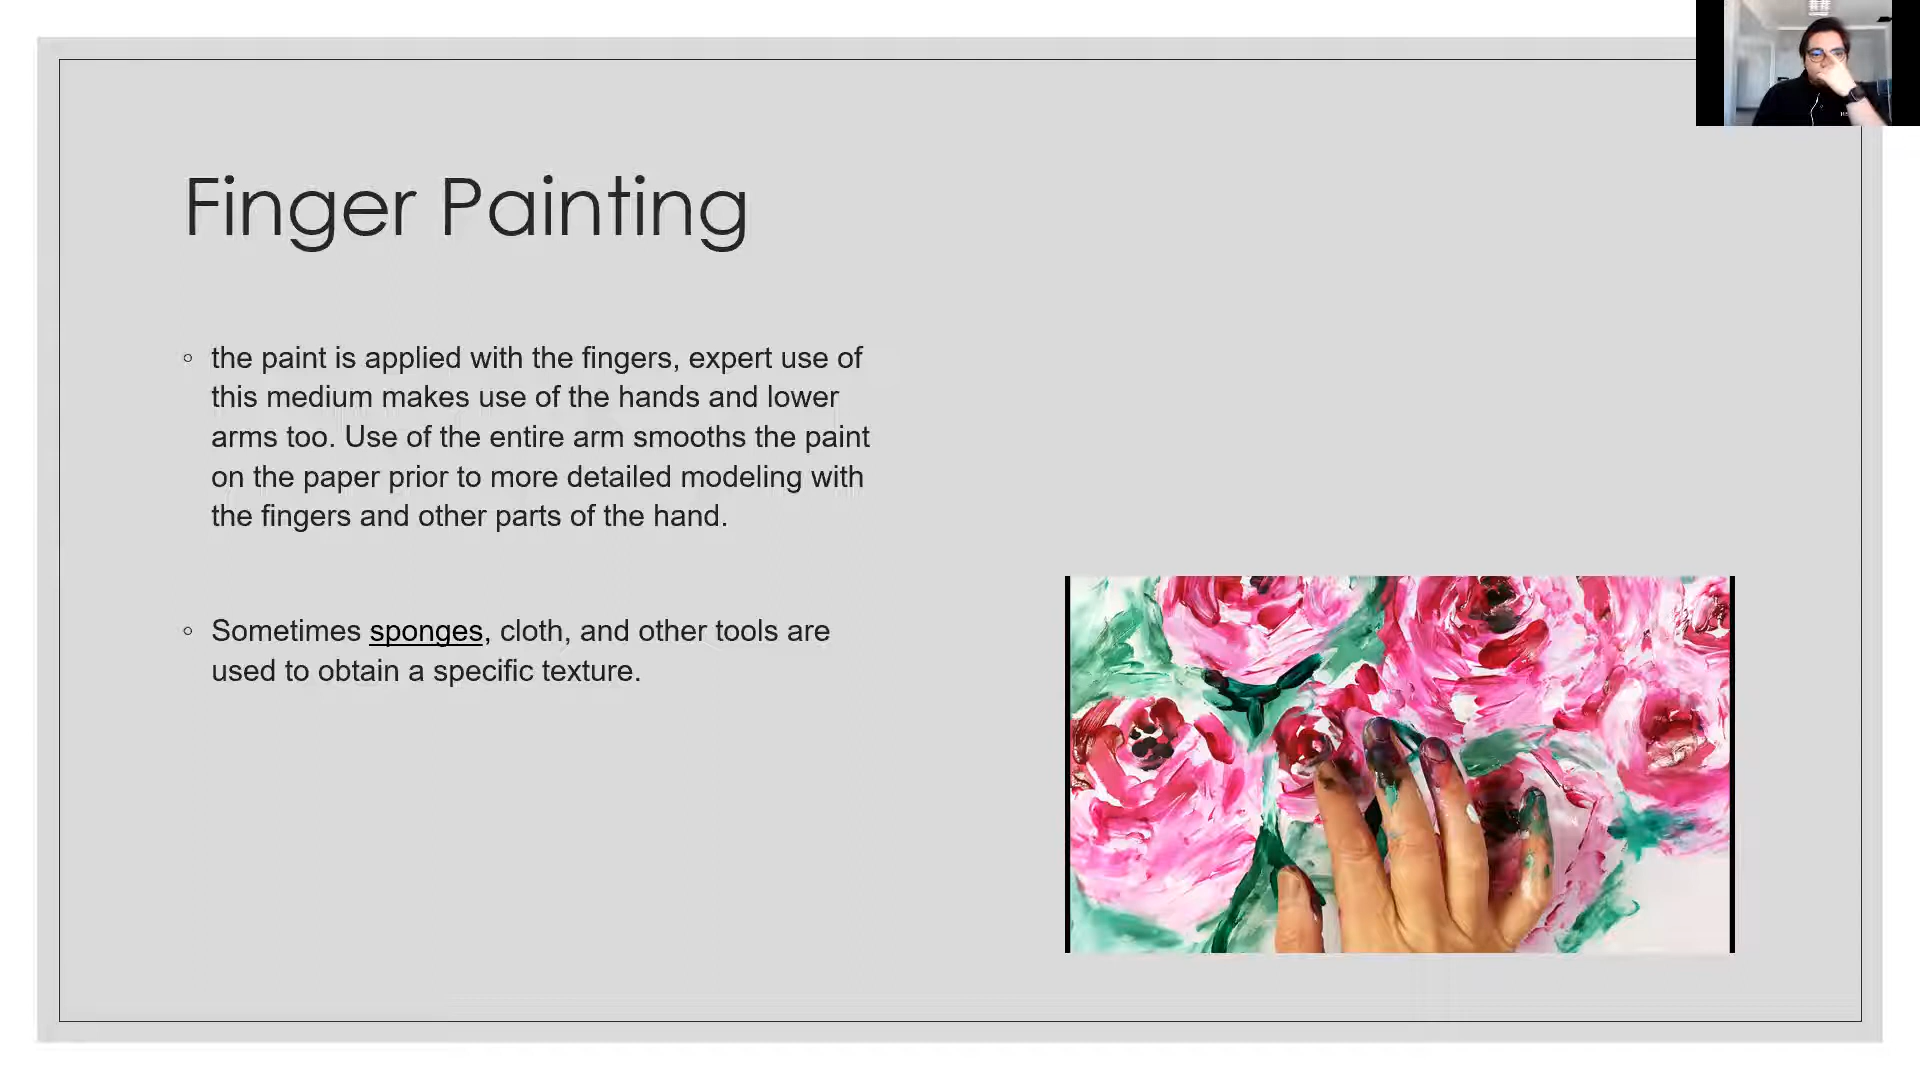 Finger Painting
◦ the paint is applied with the fingers, expert use of
this medium makes use of the hands and lower
arms too. Use of the entire arm smooths the paint
on the paper prior to more detailed modeling with
the fingers and other parts of the hand.
◦ Sometimes sponges, cloth, and other tools are
used to obtain a specific texture.